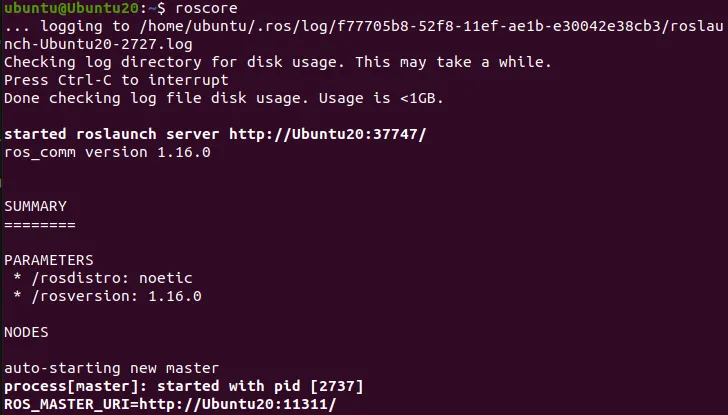 ubuntu@Ubuntu20:~$ roscore
... logging to /home/ubuntu/.ros/log/f77705b8-52f8-11ef-ae1b-e30042e38cb3/roslau
nch-Ubuntu20-2727.log
Checking log directory for disk usage. This may take a while.
Press Ctrl-C to interrupt
Done checking log file disk usage. Usage is <1GB.

started roslaunch server http://Ubuntu20:37747/
ros_comm version 1.16.0

SUMMARY
========

PARAMETERS
 * /rosdistro: noetic
 * /rosversion: 1.16.0

NODES

auto-starting new master
process[master]: started with pid [2737]
ROS_MASTER_URI=http://Ubuntu20:11311/